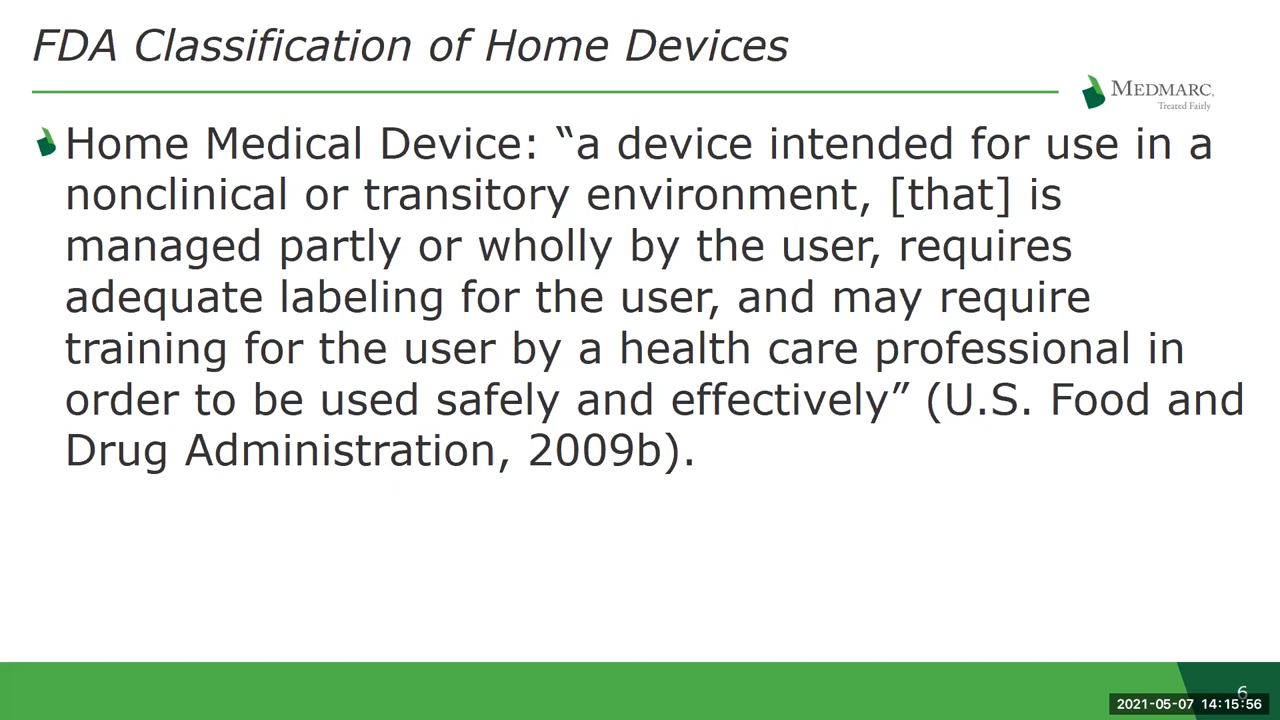 FDA Classification of Home Devices
MEDMARC.
Treated Fairly
Home Medical Device: “a device intended for use in a
nonclinical or transitory environment, [that] is
managed partly or wholly by the user, requires
adequate labeling for the user, and may require
training for the user by a health care professional in
order to be used safely and effectively” (U.S. Food and
Drug Administration, 2009b).
6
2021-05-07 14:15:56